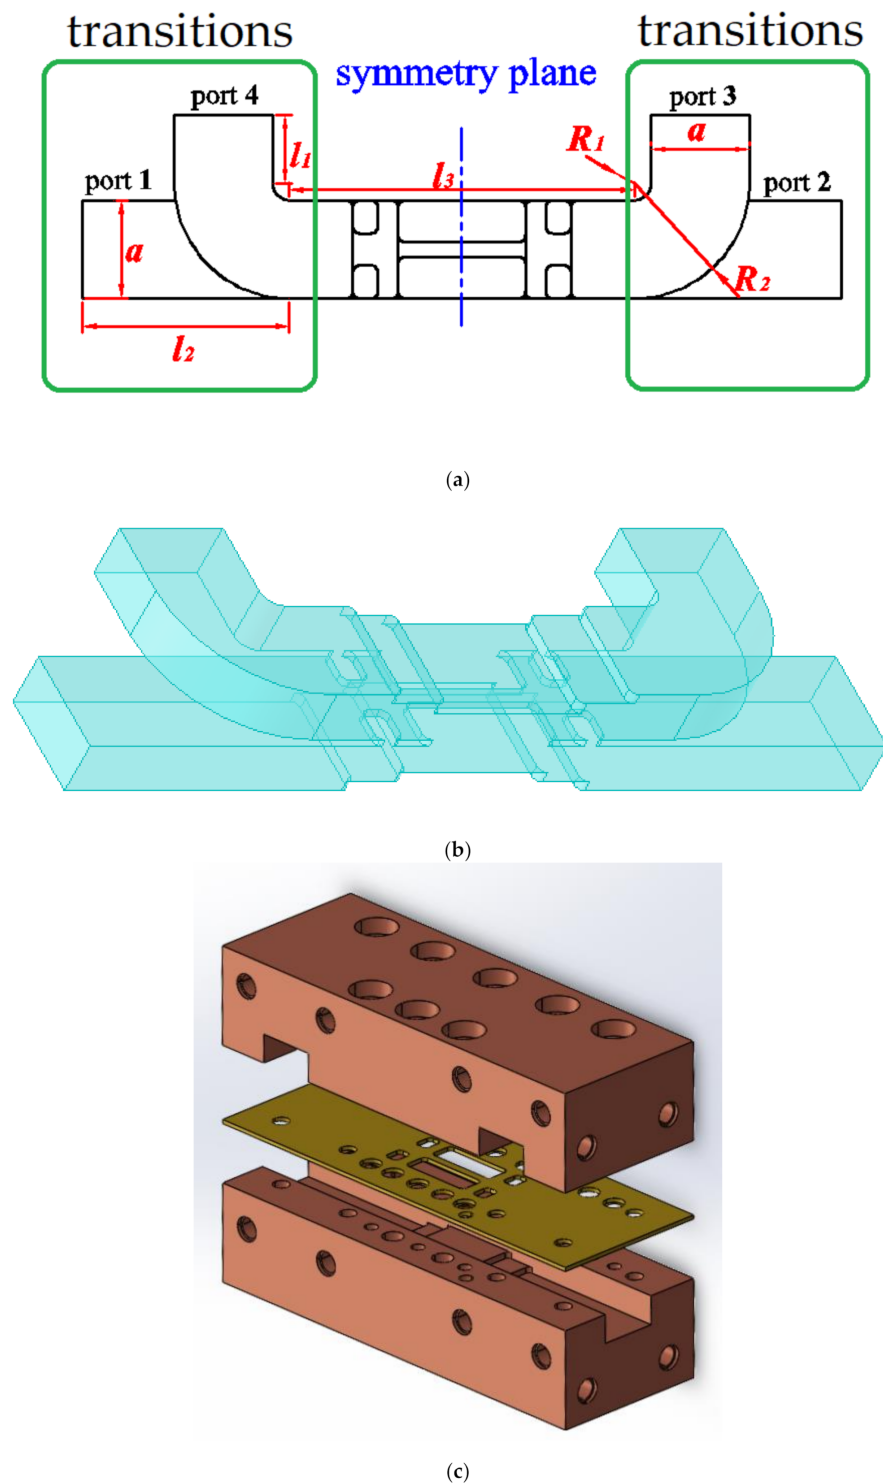 transitions
transitions
symmetry plane
port 4
port 3
l1
R1
a
l3
port 1
port 2
a
R2
l2
(a)
(b)
(c)